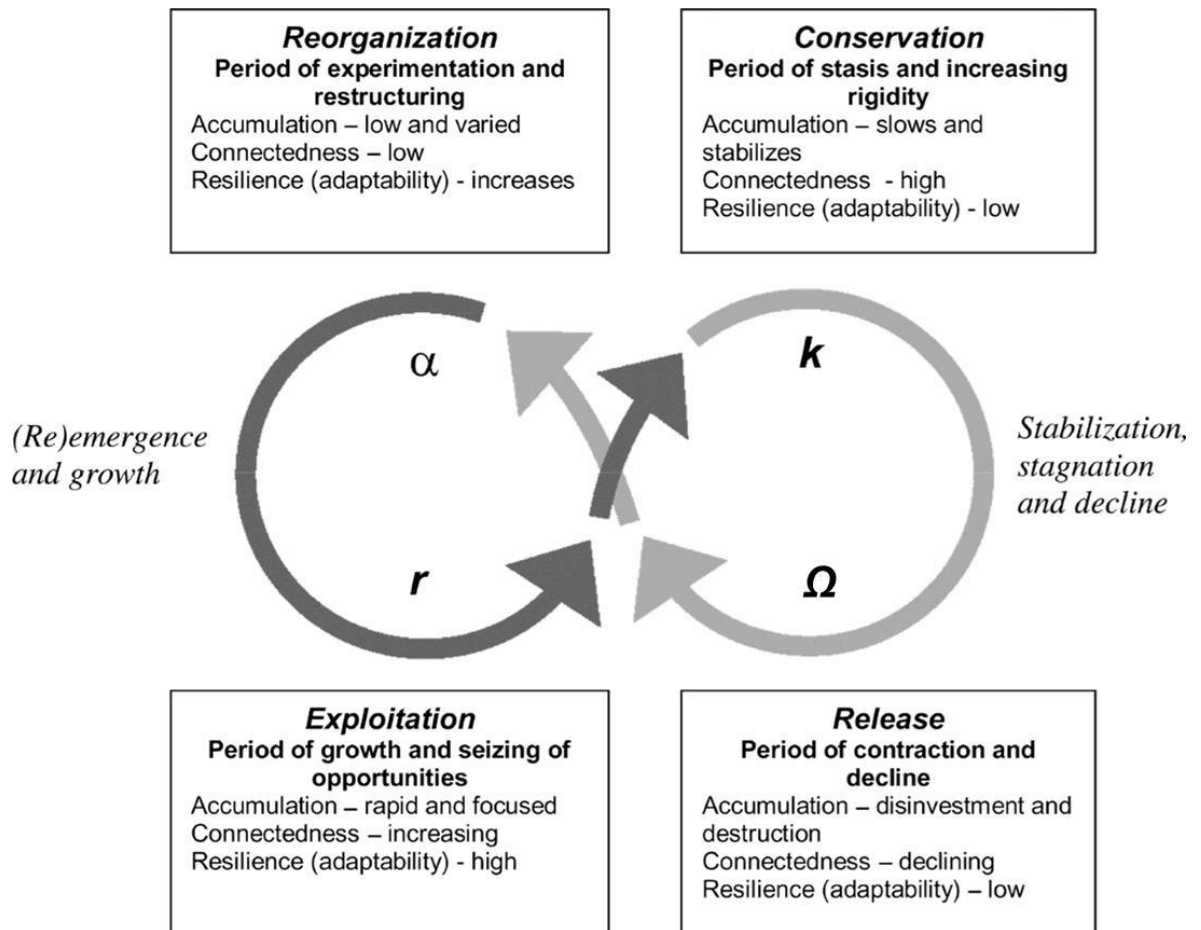 Reorganization
Period of experimentation and
restructuring
Accumulation – low and varied
Connectedness – low
Resilience (adaptability) - increases
Conservation
Period of stasis and increasing
rigidity
Accumulation – slows and
stabilizes
Connectedness - high
Resilience (adaptability) - low
α
k
(Re)emergence
and growth
Stabilization,
stagnation
and decline
r
Ω
Exploitation
Period of growth and seizing of
opportunities
Accumulation – rapid and focused
Connectedness – increasing
Resilience (adaptability) - high
Release
Period of contraction and
decline
Accumulation – disinvestment and
destruction
Connectedness – declining
Resilience (adaptability) – low